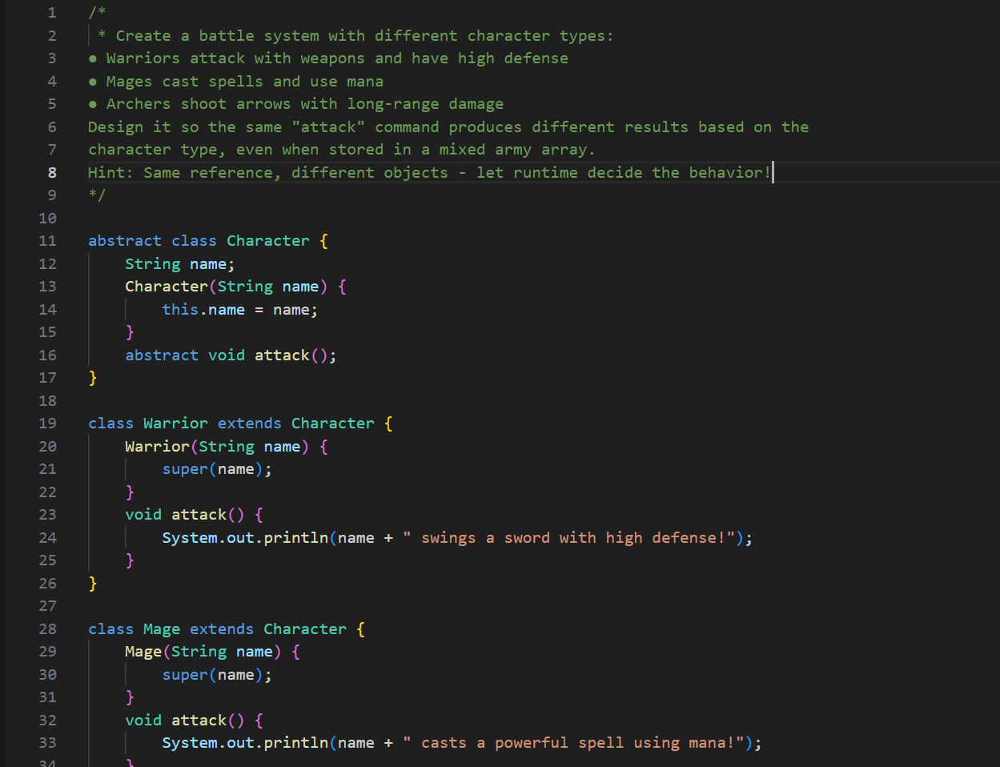 1 /*
2  * Create a battle system with different character types:
3 ● Warriors attack with weapons and have high defense
4 ● Mages cast spells and use mana
5 ● Archers shoot arrows with long-range damage
6 Design it so the same "attack" command produces different results based on the
7 character type, even when stored in a mixed army array.
8 Hint: Same reference, different objects - let runtime decide the behavior!
9 */
10
11 abstract class Character {
12     String name;
13     Character(String name) {
14         this.name = name;
15     }
16     abstract void attack();
17 }
18
19 class Warrior extends Character {
20     Warrior(String name) {
21         super(name);
22     }
23     void attack() {
24         System.out.println(name + " swings a sword with high defense!");
25     }
26 }
27
28 class Mage extends Character {
29     Mage(String name) {
30         super(name);
31     }
32     void attack() {
33         System.out.println(name + " casts a powerful spell using mana!");
34     }